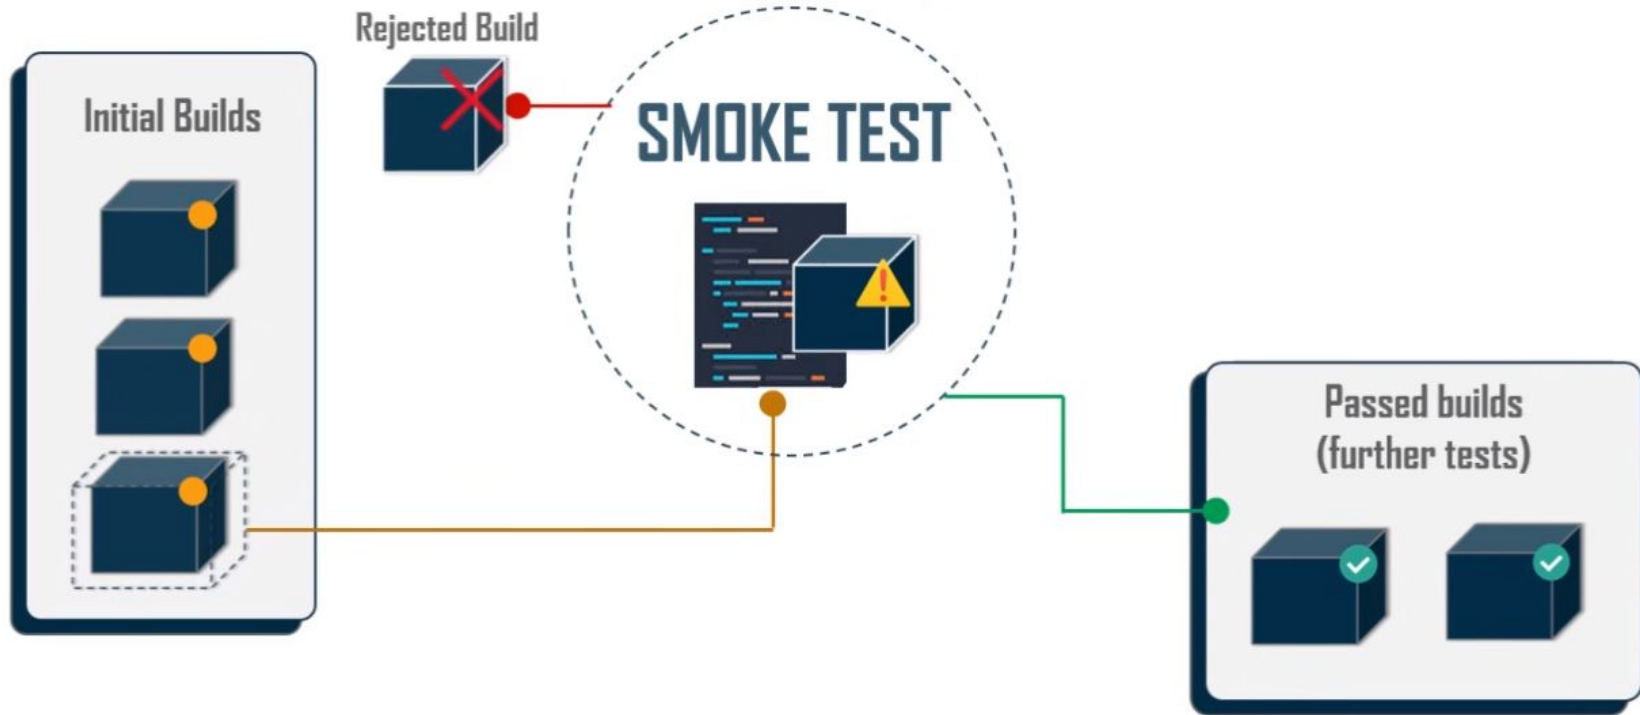 Rejected Build
Initial Builds
SMOKE TEST
Passed builds
(further tests)